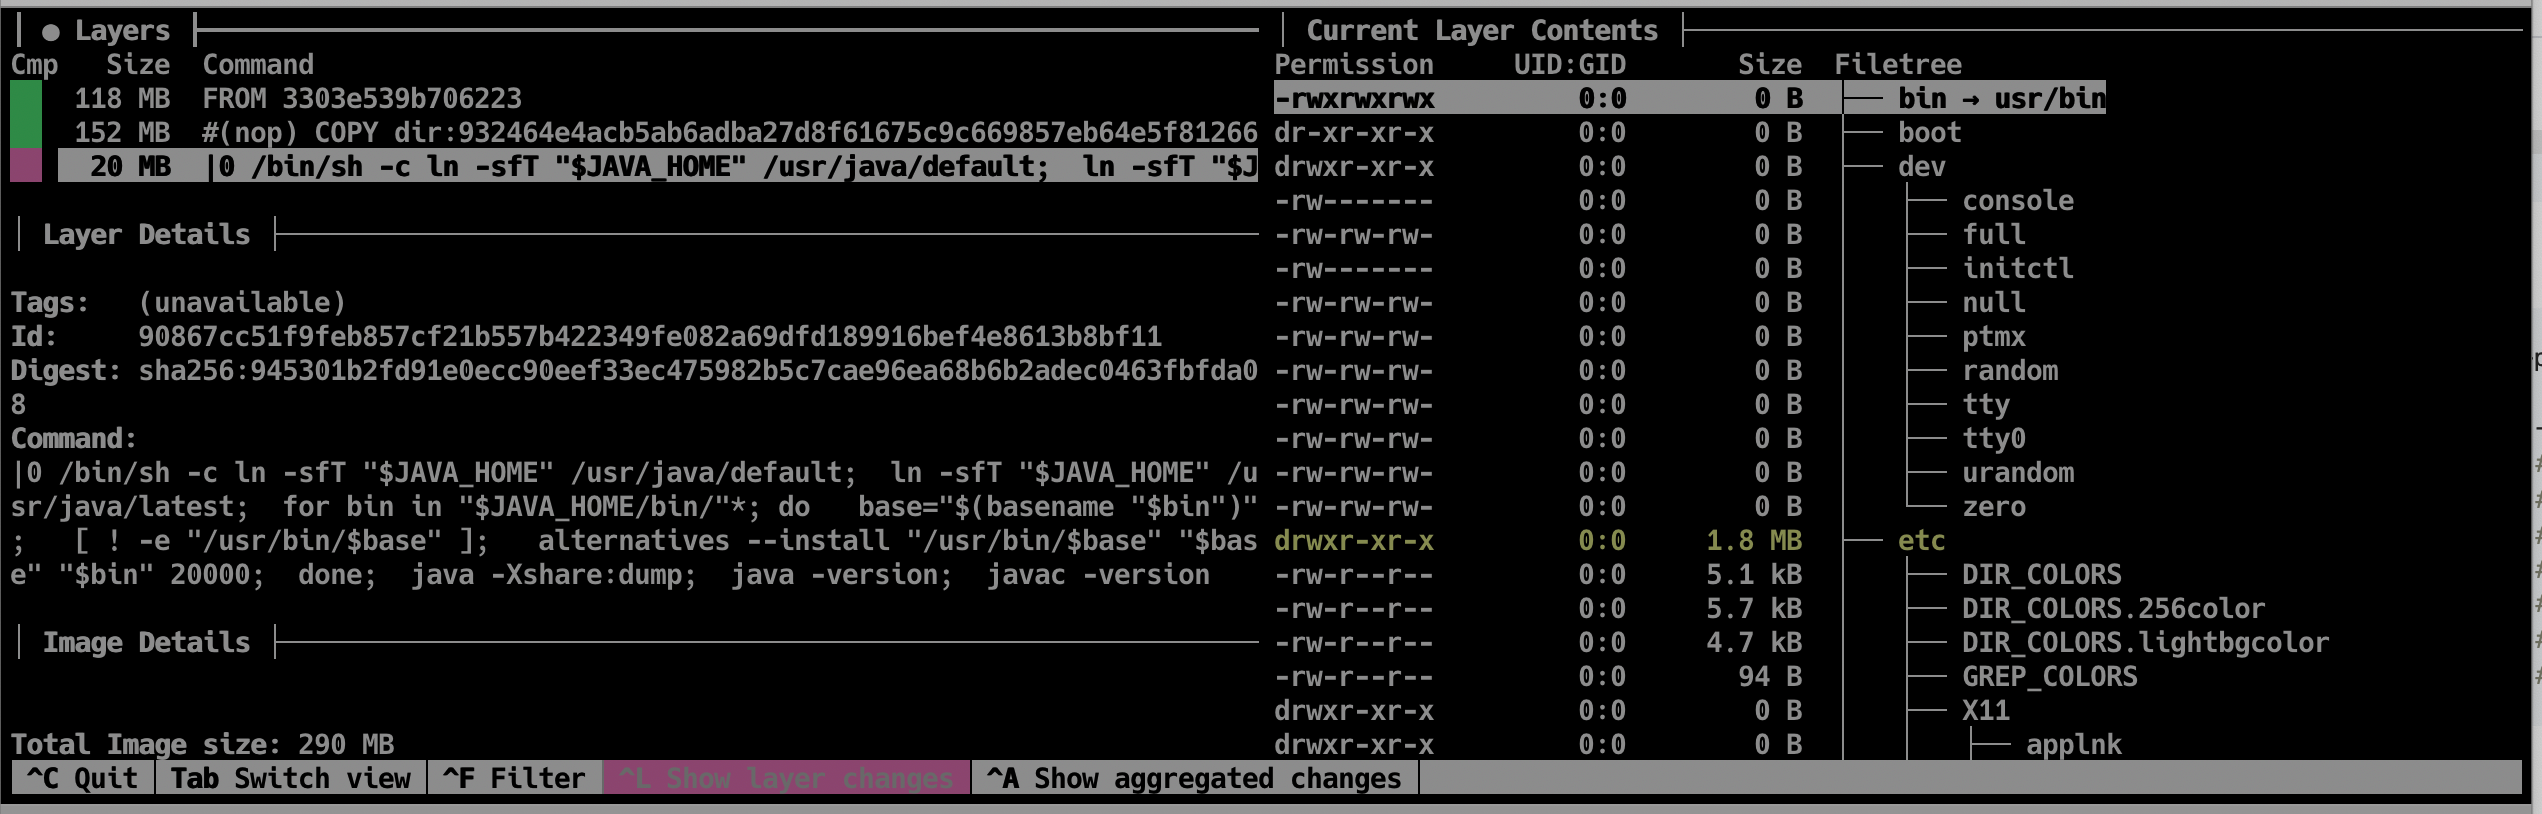 ● Layers
Cmp Size Command
118 MB FROM 3303e539b706223
152 MB #(nop) COPY dir:932464e4acb5ab6adba27d8f61675c9c669857eb64e5f81266
20 MB |0 /bin/sh -c ln -sfT "$JAVA_HOME" /usr/java/default;  ln -sfT "$J
Layer Details
Tags: (unavailable)
Id: 90867cc51f9feb857cf21b557b422349fe082a69dfd189916bef4e8613b8bf11
Digest: sha256:945301b2fd91e0ecc90eef33ec475982b5c7cae96ea68b6b2adec0463fbfda0
8
Command:
|0 /bin/sh -c ln -sfT "$JAVA_HOME" /usr/java/default;  ln -sfT "$JAVA_HOME" /u
sr/java/latest;  for bin in "$JAVA_HOME/bin/"*; do   base="$(basename "$bin")"
;   [ ! -e "/usr/bin/$base" ];   alternatives --install "/usr/bin/$base" "$bas
e" "$bin" 20000;  done;  java -Xshare:dump;  java -version;  javac -version
Image Details
Total Image size: 290 MB
Current Layer Contents
Permission UID:GID Size Filetree
-rwxrwxrwx 0:0 0 B bin → usr/bin
dr-xr-xr-x 0:0 0 B boot
drwxr-xr-x 0:0 0 B dev
-rw------- 0:0 0 B console
-rw-rw-rw- 0:0 0 B full
-rw------- 0:0 0 B initctl
-rw-rw-rw- 0:0 0 B null
-rw-rw-rw- 0:0 0 B ptmx
-rw-rw-rw- 0:0 0 B random
-rw-rw-rw- 0:0 0 B tty
-rw-rw-rw- 0:0 0 B tty0
-rw-rw-rw- 0:0 0 B urandom
-rw-rw-rw- 0:0 0 B zero
drwxr-xr-x 0:0 1.8 MB etc
-rw-r--r-- 0:0 5.1 kB DIR_COLORS
-rw-r--r-- 0:0 5.7 kB DIR_COLORS.256color
-rw-r--r-- 0:0 4.7 kB DIR_COLORS.lightbgcolor
-rw-r--r-- 0:0 94 B GREP_COLORS
drwxr-xr-x 0:0 0 B X11
drwxr-xr-x 0:0 0 B applnk
^C Quit Tab Switch view ^F Filter ^L Show layer changes ^A Show aggregated changes